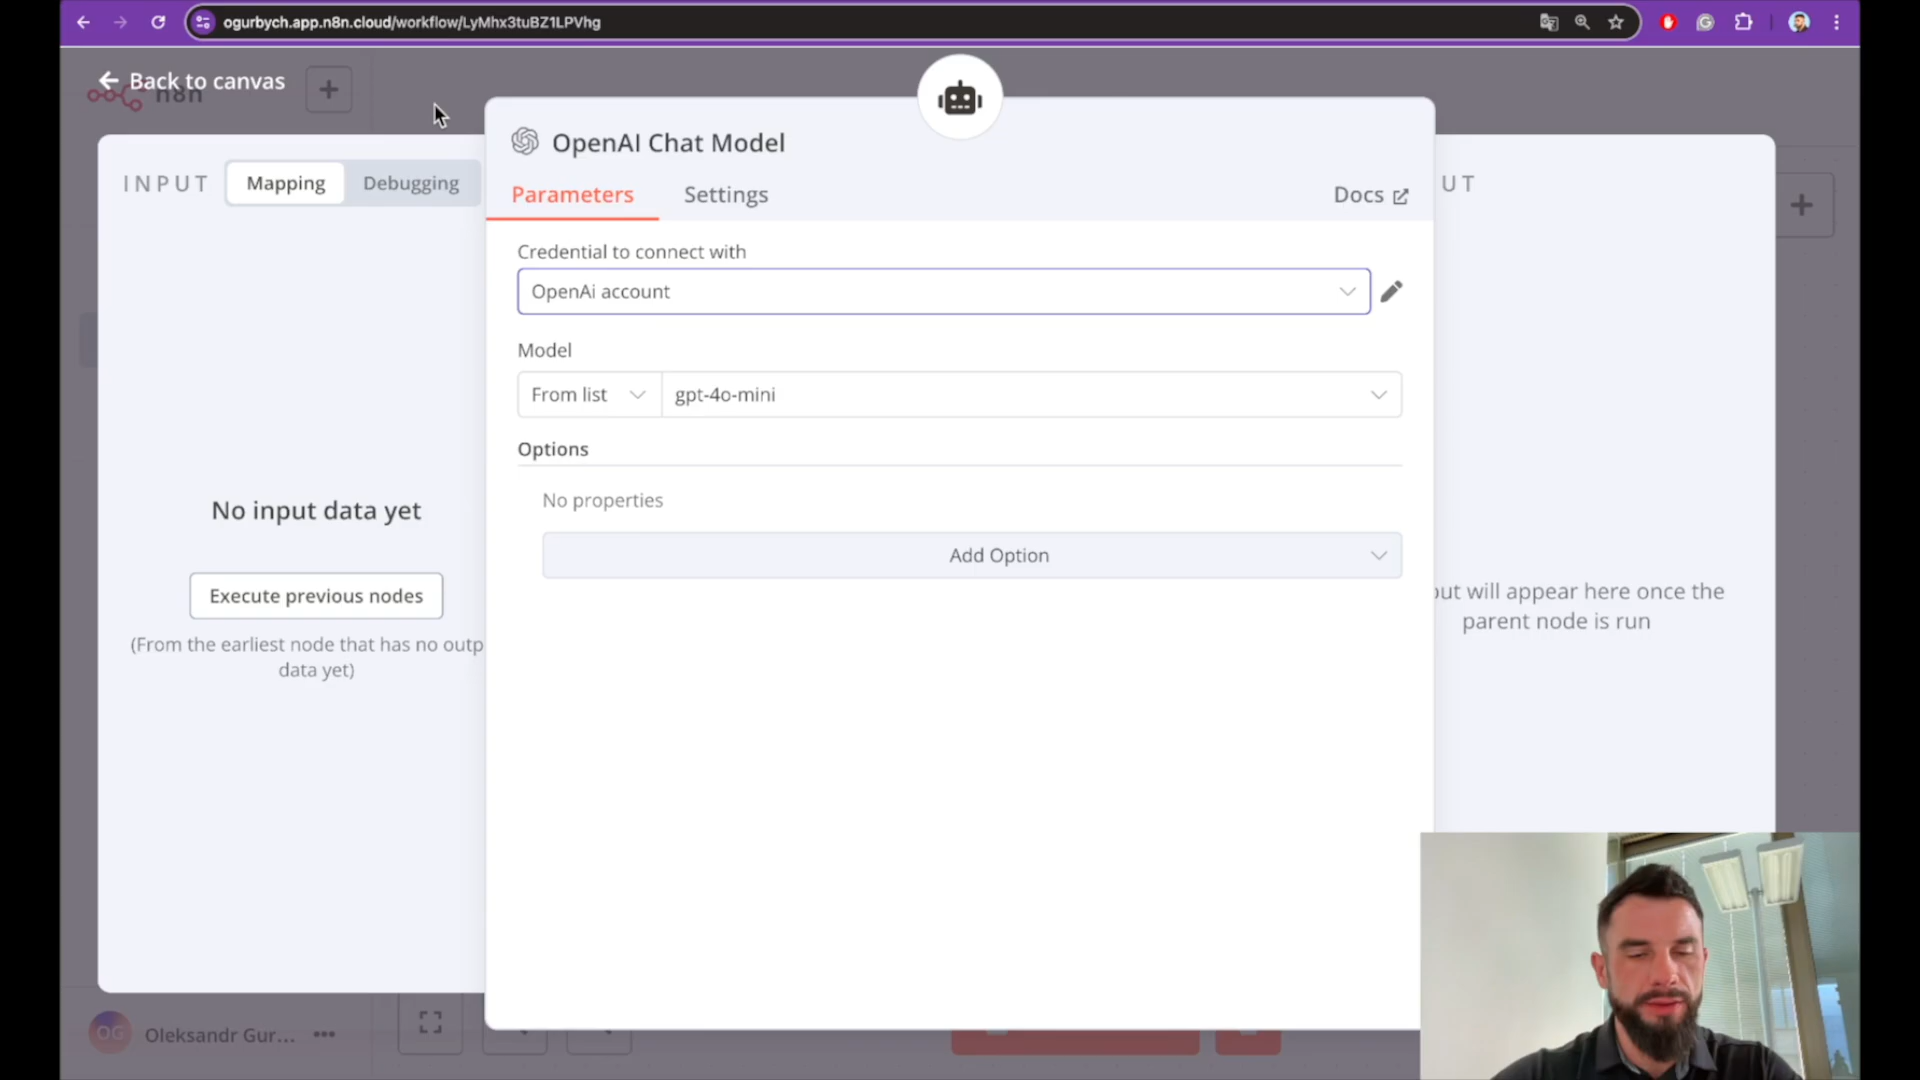 ogurbych.app.n8n.cloud/workflow/LyMhx3tuBZ1LPVhg
Back to canvas
n8n
OpenAI Chat Model
INPUT
Mapping
Debugging
Parameters
Settings
Docs
UT
Credential to connect with
OpenAi account
Model
From list
gpt-4o-mini
Options
No properties
Add Option
No input data yet
Execute previous nodes
(From the earliest node that has no outp
data yet)
out will appear here once the
parent node is run
OG
Oleksandr Gur...